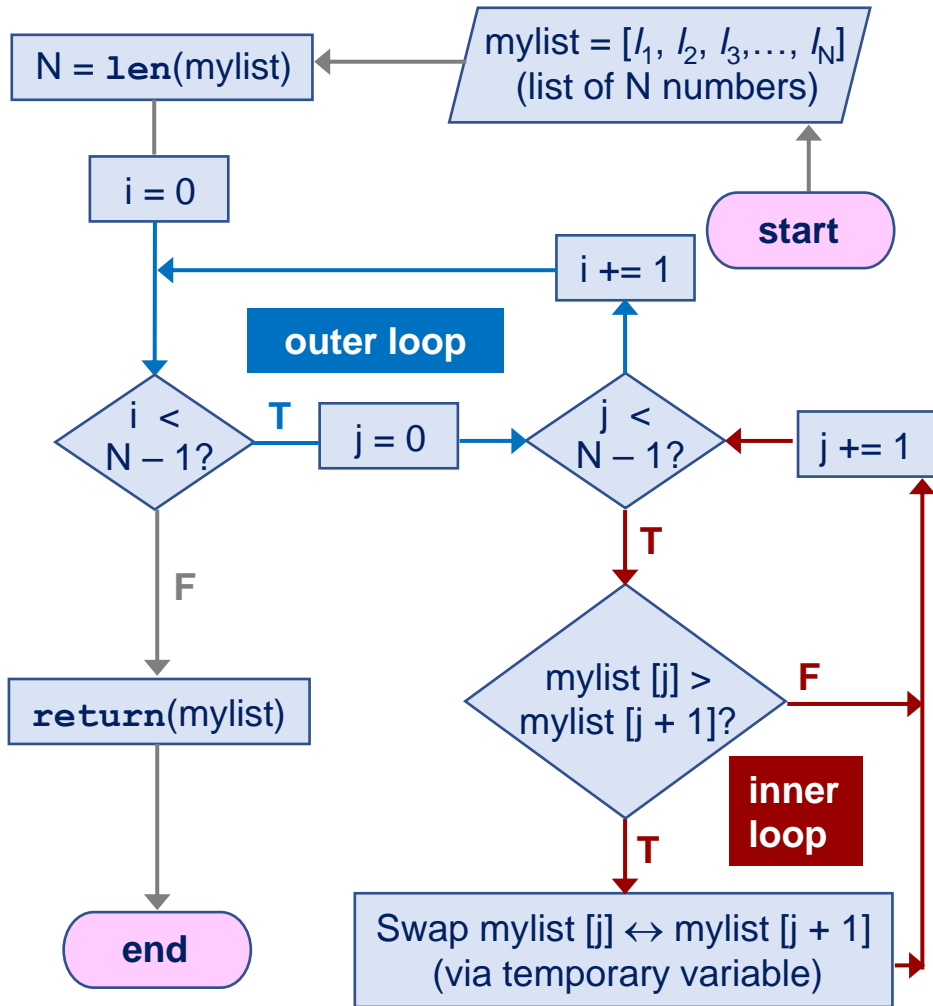 mylist = [l₁, l₂, l₃,…, l_N]
(list of N numbers)
N = len(mylist)
i = 0
start
i += 1
outer loop
i <
N – 1?
T
j = 0
j <
N – 1?
j += 1
T
F
mylist [j] >
mylist [j + 1]?
F
return(mylist)
inner
loop
T
Swap mylist [j] ↔ mylist [j + 1]
(via temporary variable)
end